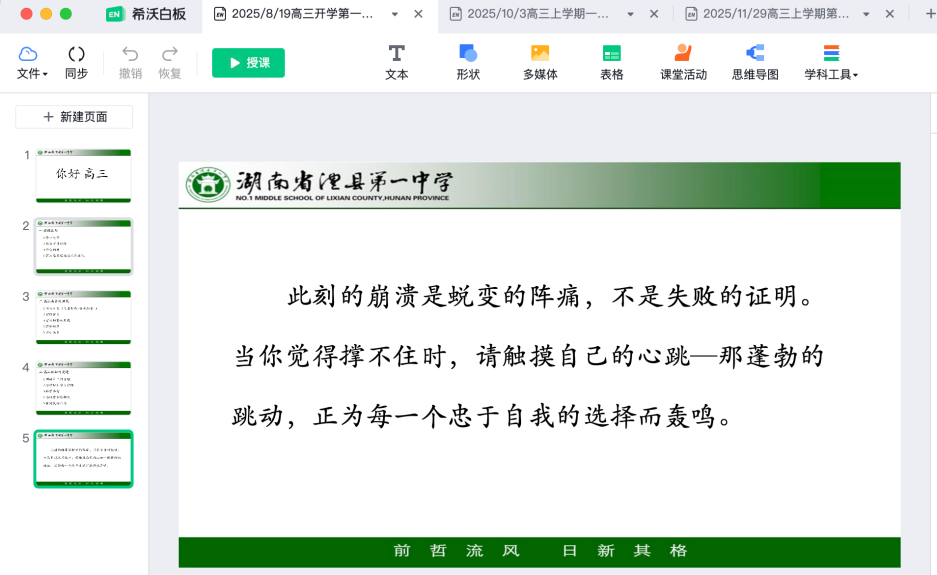 希沃白板
2025/8/19高三开学第一...
2025/10/3高三上学期一...
2025/11/29高三上学期第...
文件
同步
撤销
恢复
授课
文本
形状
多媒体
表格
课堂活动
思维导图
学科工具
新建页面
1
你好 高三
2
3
4
5
湖南省澧县第一中学
NO.1 MIDDLE SCHOOL OF LIXIAN COUNTY,HUNAN PROVINCE
此刻的崩溃是蜕变的阵痛，不是失败的证明。
当你觉得撑不住时，请触摸自己的心跳—那蓬勃的
跳动，正为每一个忠于自我的选择而轰鸣。
前哲流风 日新其格